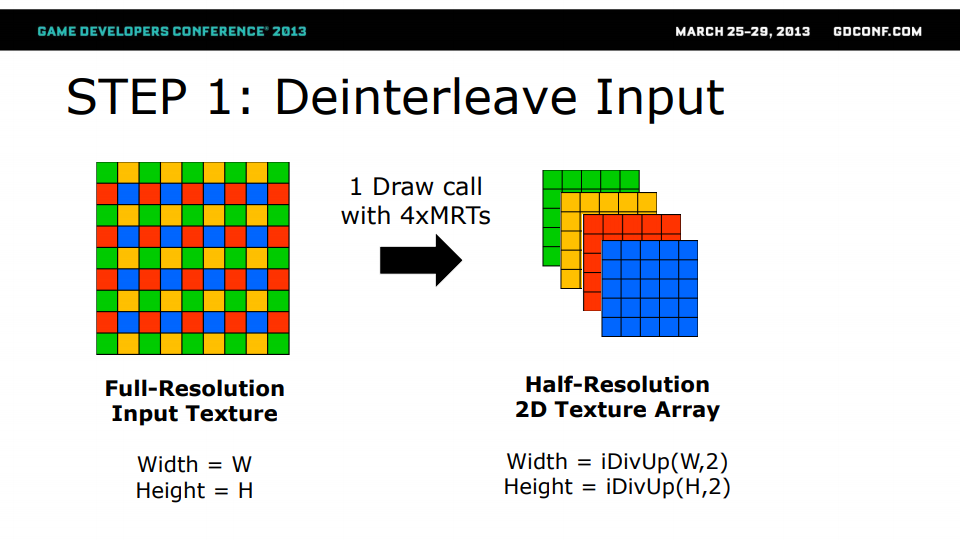 GAME DEVELOPERS CONFERENCE® 2013
MARCH 25-29, 2013 GDCONF.COM
STEP 1: Deinterleave Input
1 Draw call
with 4xMRTs
Full-Resolution
Input Texture
Width = W
Height = H
Half-Resolution
2D Texture Array
Width = iDivUp(W,2)
Height = iDivUp(H,2)